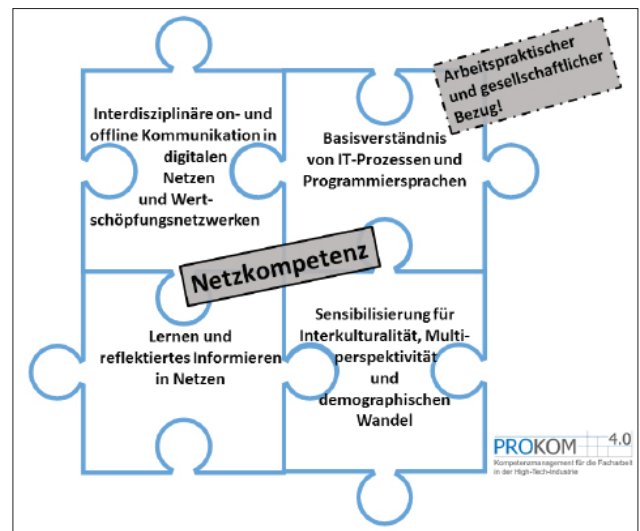 Arbeitspraktischer
und gesellschaftlicher
Bezug!
Interdisziplinäre on- und
offline Kommunikation in
digitalen
Netzen
und Wert-
schöpfungsnetzwerken
Basisverständnis
von IT-Prozessen und
Programmiersprachen
Netzkompetenz
Lernen und
reflektiertes Informieren
in Netzen
Sensibilisierung für
Interkulturalität, Multi-
perspektivität
und
demographischen
Wandel
PROKOM 4.0
Kompetenzmanagement für die Facharbeit
in der High-Tech-Industrie